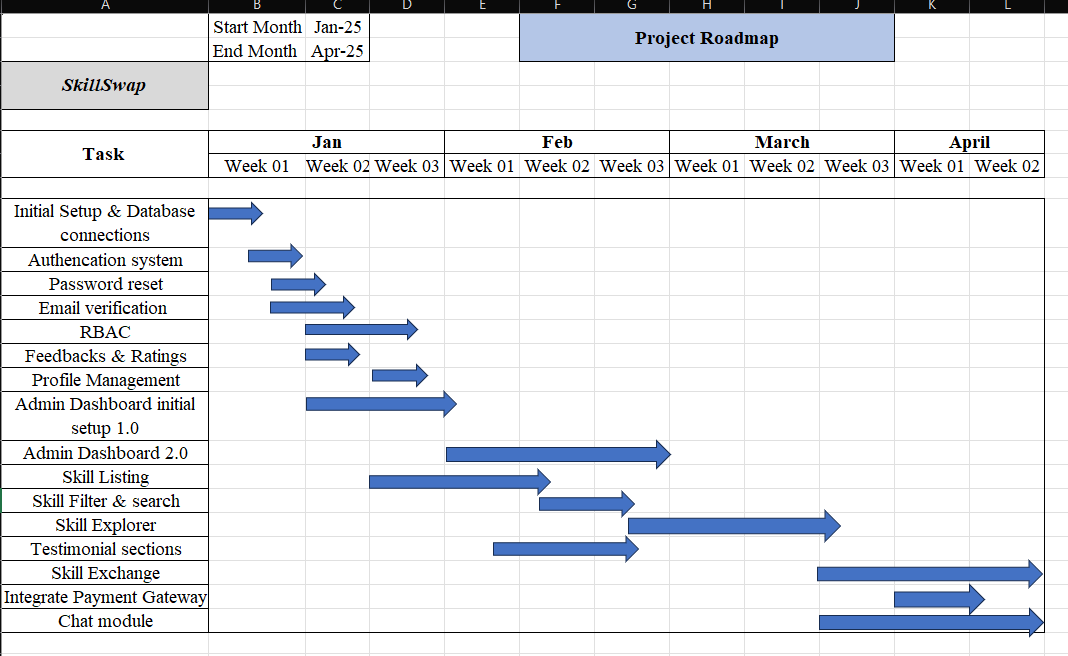 A B C D E F G H I J K L
Start Month Jan-25
Project Roadmap
End Month Apr-25
SkillSwap
Task
Jan Feb March April
Week 01 Week 02 Week 03 Week 01 Week 02 Week 03 Week 01 Week 02 Week 03 Week 01 Week 02
Initial Setup & Database
connections
Authencation system
Password reset
Email verification
RBAC
Feedbacks & Ratings
Profile Management
Admin Dashboard initial
setup 1.0
Admin Dashboard 2.0
Skill Listing
Skill Filter & search
Skill Explorer
Testimonial sections
Skill Exchange
Integrate Payment Gateway
Chat module